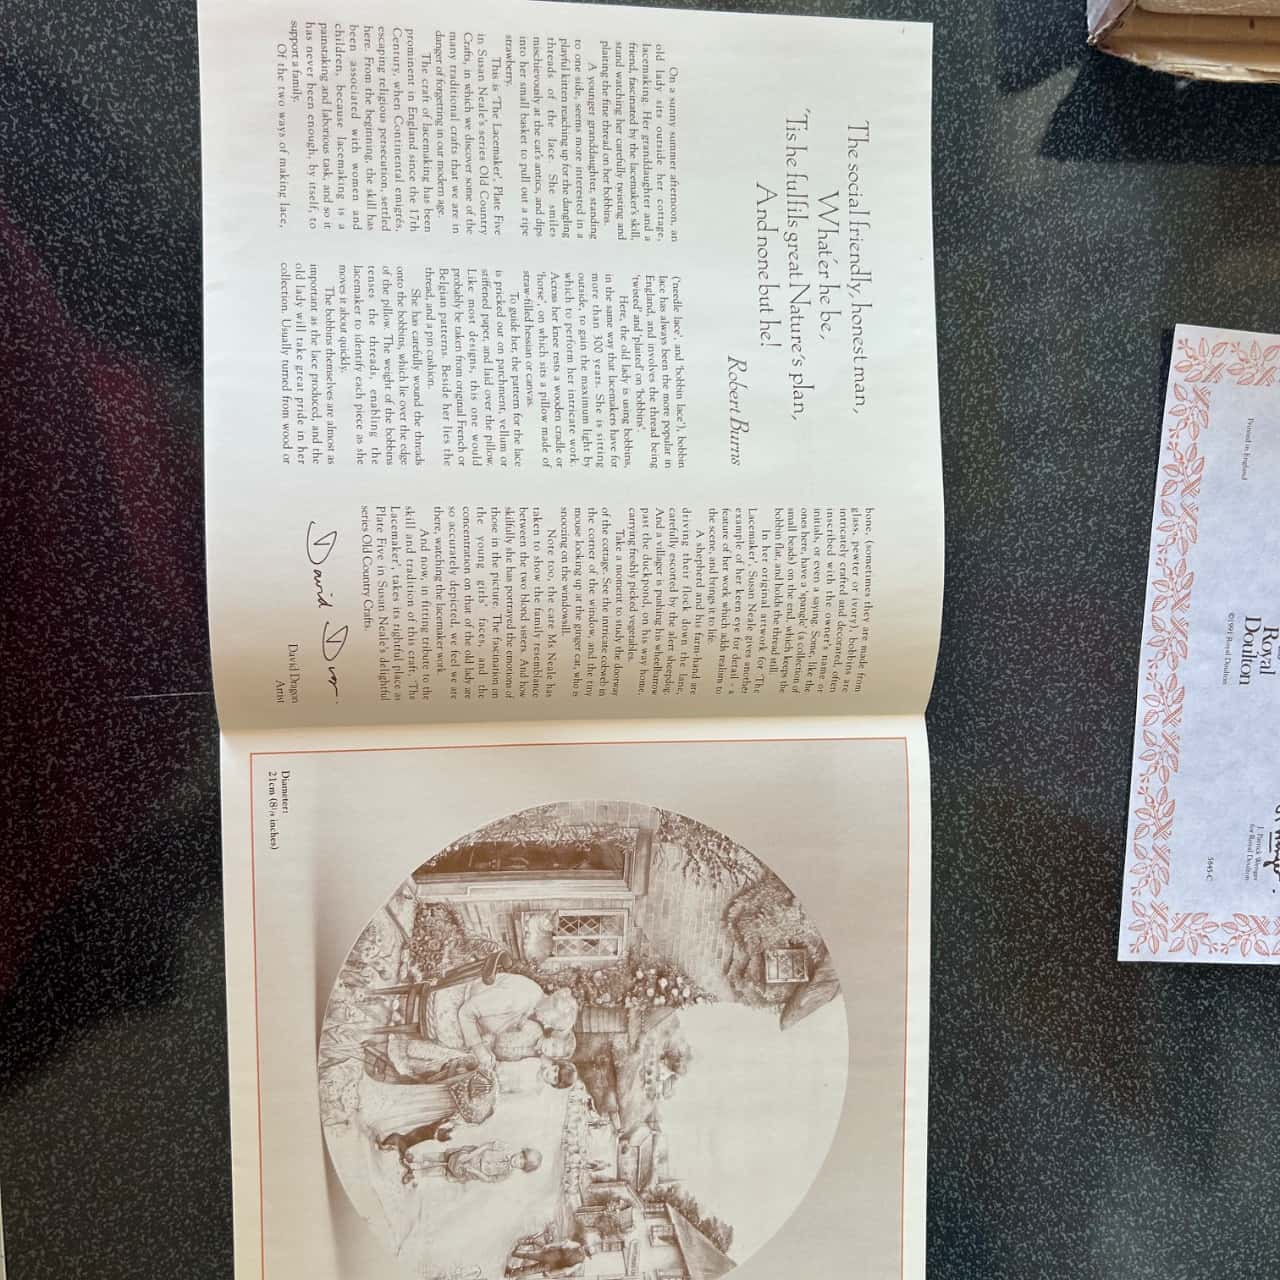 The social friendly, honest man,
What'er he be,
'Tis he fulfils great Nature's plan,
And none but he!
Robert Burns
On a sunny summer afternoon, an
old lady sits outside her cottage,
lacemaking. Her granddaughter and a
friend, fascinated by the lacemaker's skill,
stand watching her carefully twisting and
plaiting the fine thread on her bobbins.
A younger granddaughter, standing
to one side, seems more interested in a
playful kitten reaching up for the dangling
threads of the lace. She smiles
mischievously at the cat's antics, and dips
into her small basket to pull out a ripe
strawberry.
This is 'The Lacemaker', Plate Five
in Susan Neale's series Old Country
Crafts, in which we discover some of the
many traditional crafts that we are in
danger of forgetting in our modern age.
The craft of lacemaking has been
prominent in England since the 17th
Century, when Continental emigrés,
escaping religious persecution, settled
here. From the beginning, the skill has
been associated with women and
children, because lacemaking is a
painstaking and laborious task, and so it
has never been enough, by itself, to
support a family.
Of the two ways of making lace,
('needle lace', and 'bobbin lace'), bobbin
lace has always been the more popular in
England, and involves the thread being
'twisted' and 'plaited' on 'bobbins'.
Here, the old lady is using bobbins,
in the same way that lacemakers have for
more than 300 years. She is sitting
outside, to gain the maximum light by
which to perform her intricate work.
Across her knee rests a wooden cradle or
'horse', on which sits a pillow made of
straw-filled hessian or canvas.
To guide her, the pattern for the lace
is pricked out on parchment, vellum or
stiffened paper, and laid over the pillow.
Like most designs, this one would
probably be taken from original French or
Belgian patterns. Beside her lies the
thread, and a pin cushion.
She has carefully wound the threads
onto the bobbins, which lie over the edge
of the pillow. The weight of the bobbins
tenses the threads, enabling the
lacemaker to identify each piece as she
moves it about quickly.
The bobbins themselves are almost as
important as the lace produced, and the
old lady will take great pride in her
collection. Usually turned from wood or
bone, (sometimes they are made from
glass, pewter or ivory), bobbins are
intricately crafted and decorated, often
inscribed with the owner's name or
initials, or even a saying. Some, like the
ones here, have a 'spangle' (a collection of
small beads) on the end, which keeps the
bobbin flat, and holds the thread still.
In her original artwork for 'The
Lacemaker', Susan Neale gives another
example of her keen eye for detail - a
feature of her work which adds realism to
the scene, and brings it to life.
A shepherd and his farm-hand are
driving their flock down the lane,
carefully escorted by the alert sheepdog.
And a villager is pushing his wheelbarrow
past the duckpond, on his way home,
carrying freshly picked vegetables.
Take a moment to study the doorway
of the cottage. See the intricate cobweb in
the corner of the window, and the tiny
mouse looking up at the ginger cat, who is
snoozing on the windowsill.
Note too, the care Ms Neale has
taken to show the family resemblance
between the two blond sisters. And how
skilfully she has portrayed the emotions of
those in the picture. The fascination on
the young girls' faces, and the
concentration on that of the old lady are
so accurately depicted, we feel we are
there, watching the lacemaker work.
And now, in fitting tribute to the
skill and tradition of this craft, 'The
Lacemaker', takes its rightful place as
Plate Five in Susan Neale's delightful
series Old Country Crafts.
David Dragon
Artist
Diameter:
21cm (8¼ inches)
Royal
Doulton
©1991 Royal Doulton
Printed in England
J. Patrick Wenger
for Royal Doulton
5845-C